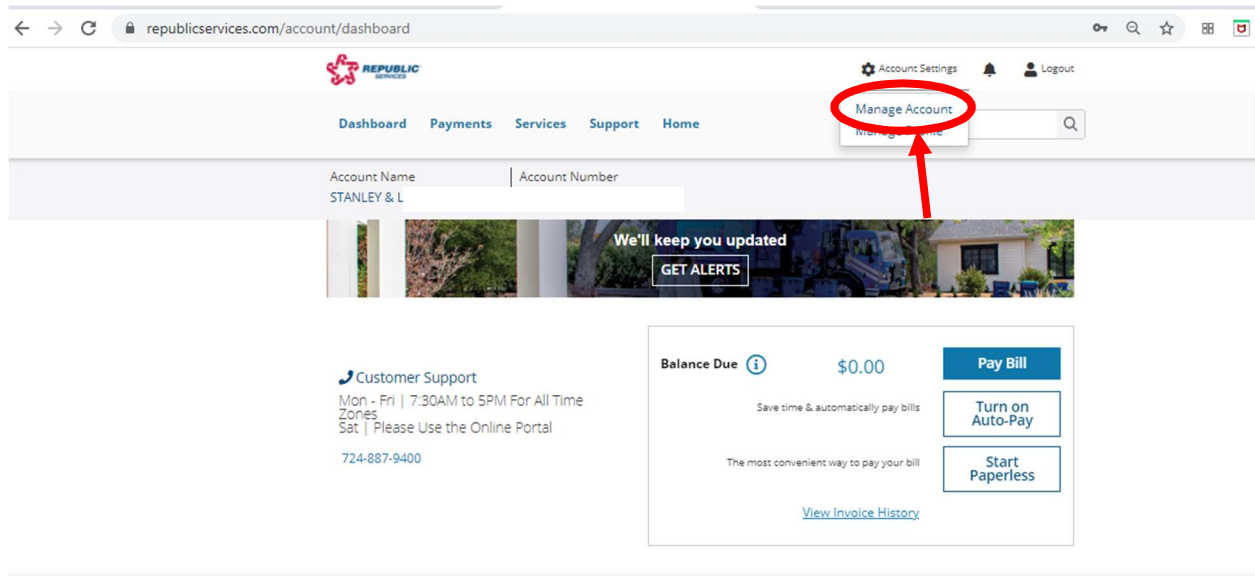 republicservices.com/account/dashboard
REPUBLIC
SERVICES
Account Settings
Logout
Manage Account
Manage Profile
Dashboard Payments Services Support Home
Account Name Account Number
STANLEY & L
We'll keep you updated
GET ALERTS
Customer Support
Mon - Fri | 7:30AM to 5PM For All Time
Zones
Sat | Please Use the Online Portal
724-887-9400
Balance Due $0.00 Pay Bill
Save time & automatically pay bills
Turn on
Auto-Pay
The most convenient way to pay your bill
Start
Paperless
View Invoice History